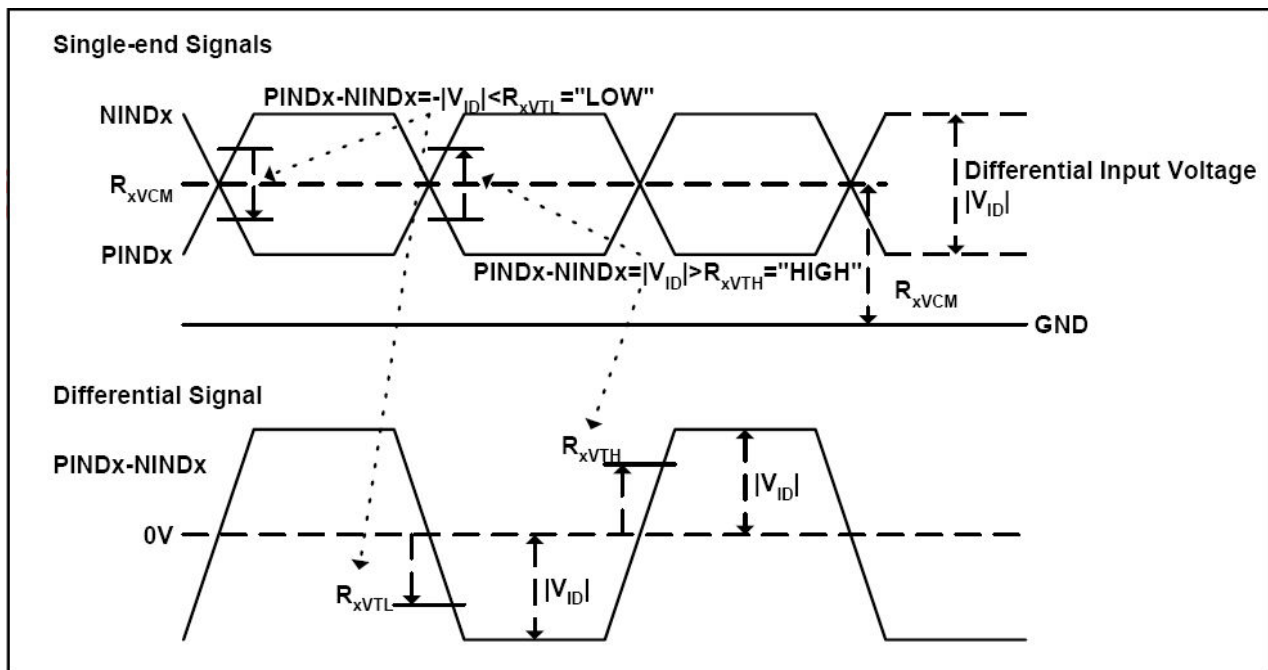 Single-end Signals
PINDx-NINDx=-|VID|<RxVTL="LOW"
NINDx
Differential Input Voltage
|VID|
RxVCM
PINDx
PINDx-NINDx=|VID|>RxVTH="HIGH"
RxVCM
GND
Differential Signal
RxVTH
PINDx-NINDx
|VID|
0V
RxVTL
|VID|